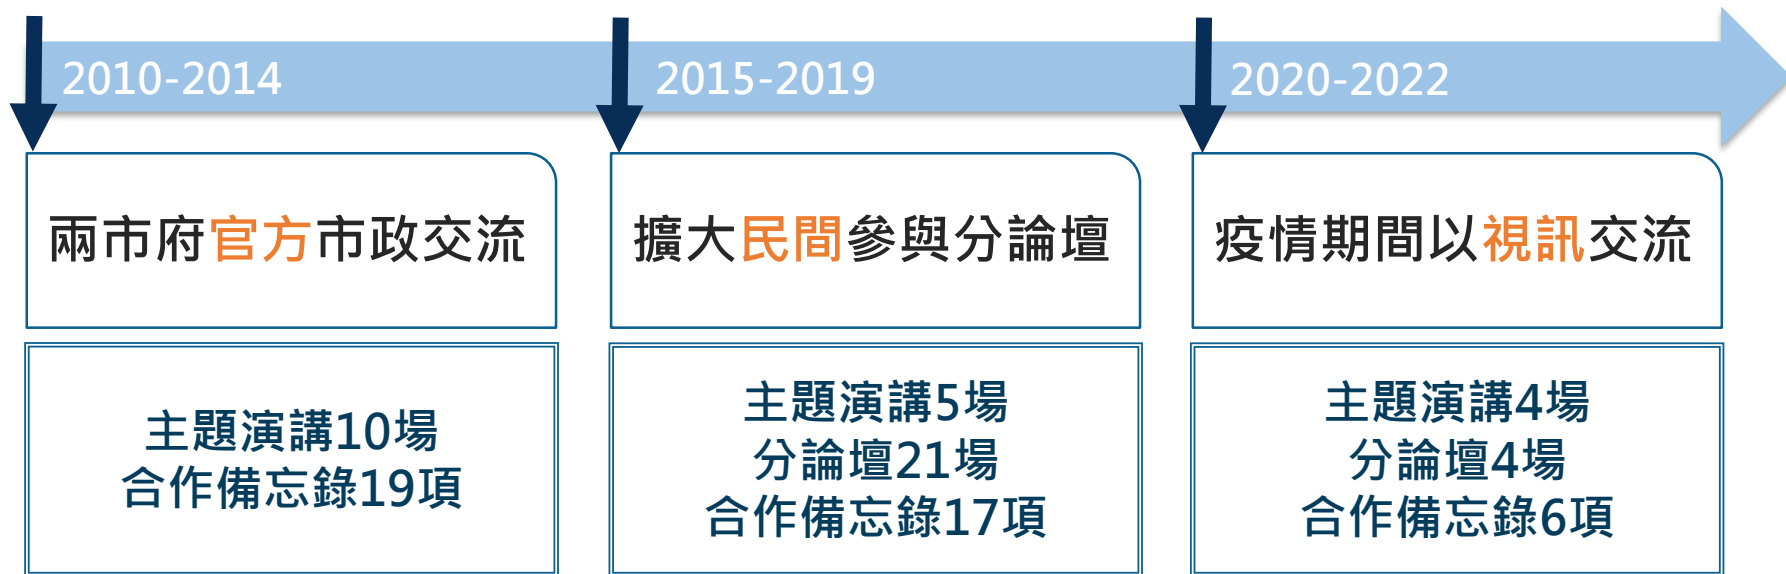 2010-2014
2015-2019
2020-2022
兩市府官方市政交流
擴大民間參與分論壇
疫情期間以視訊交流
主題演講10場
合作備忘錄19項
主題演講5場
分論壇21場
合作備忘錄17項
主題演講4場
分論壇4場
合作備忘錄6項